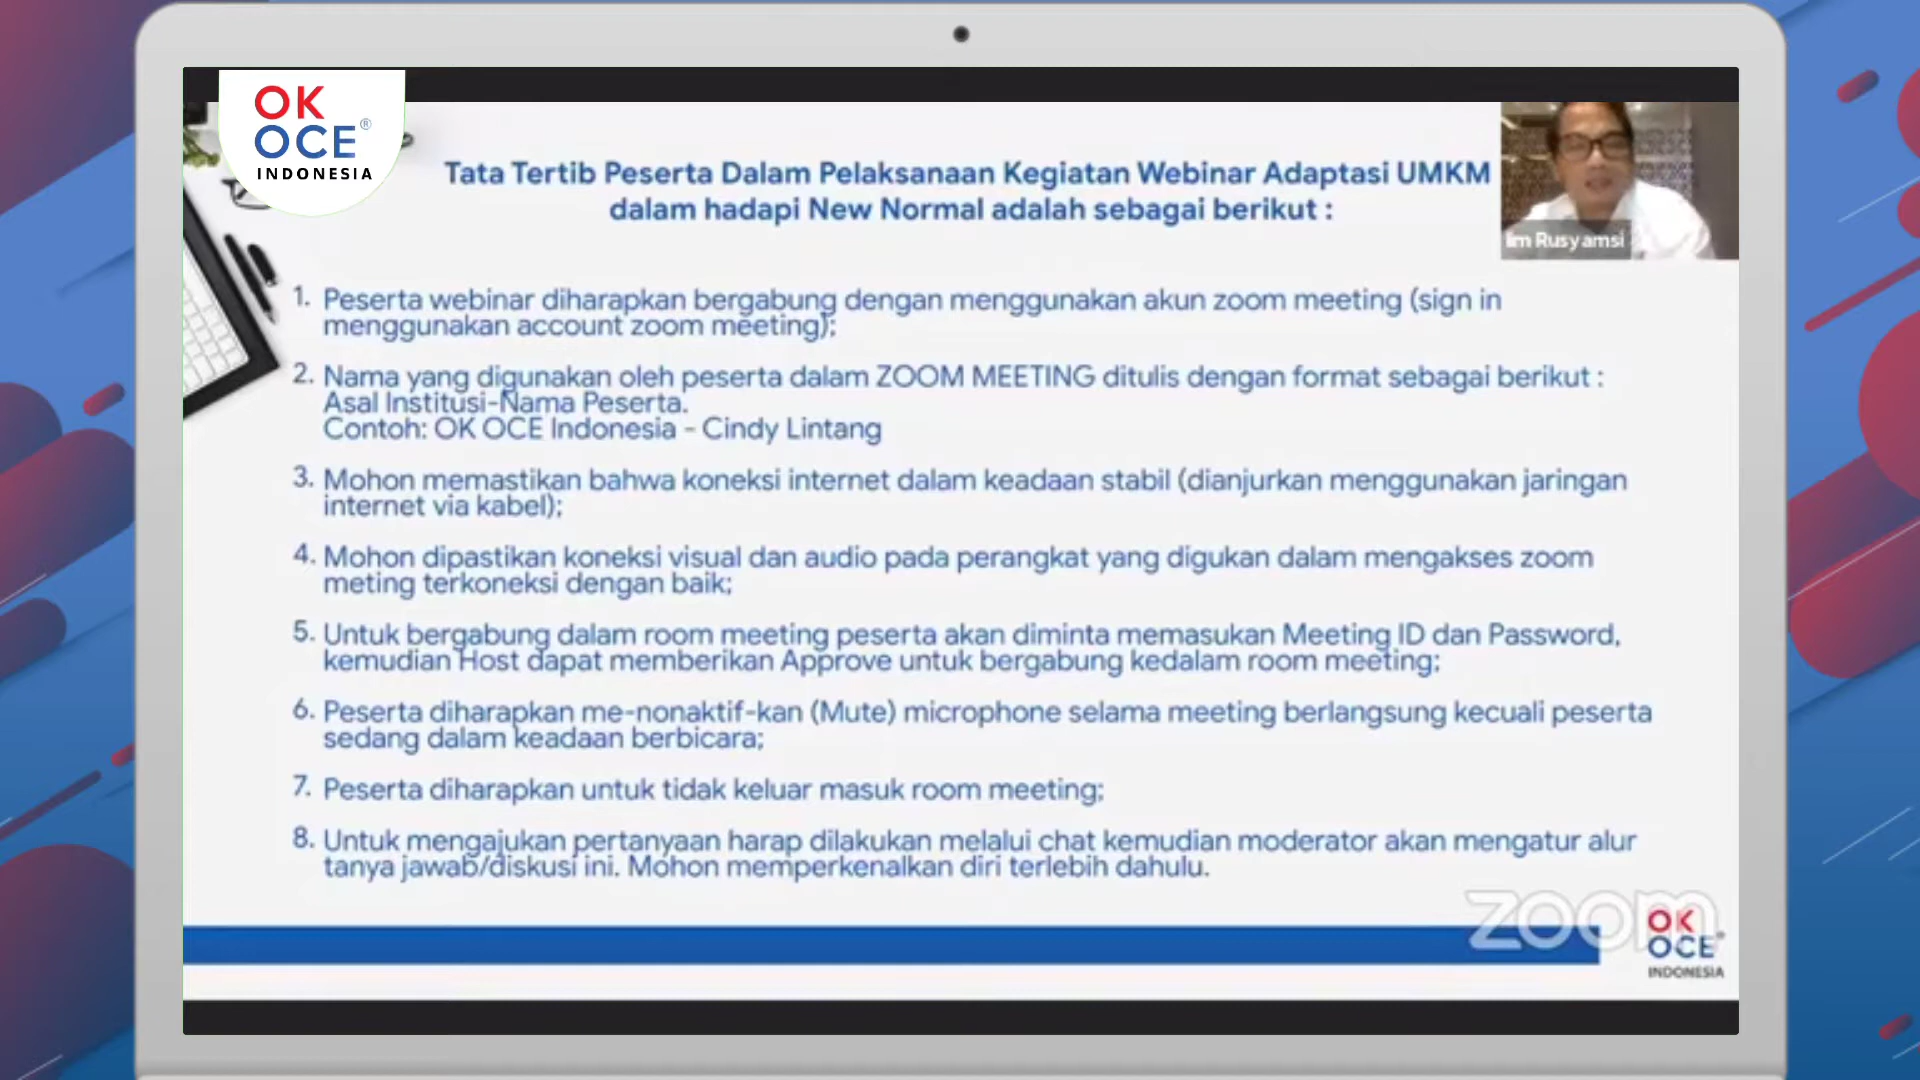 OK
OCE®
INDONESIA
Tata Tertib Peserta Dalam Pelaksanaan Kegiatan Webinar Adaptasi UMKM
dalam hadapi New Normal adalah sebagai berikut :
Iim Rusyamsi
1. Peserta webinar diharapkan bergabung dengan menggunakan akun zoom meeting (sign in
menggunakan account zoom meeting);
2. Nama yang digunakan oleh peserta dalam ZOOM MEETING ditulis dengan format sebagai berikut :
Asal Institusi-Nama Peserta.
Contoh: OK OCE Indonesia - Cindy Lintang
3. Mohon memastikan bahwa koneksi internet dalam keadaan stabil (dianjurkan menggunakan jaringan
internet via kabel);
4. Mohon dipastikan koneksi visual dan audio pada perangkat yang digukan dalam mengakses zoom
meting terkoneksi dengan baik;
5. Untuk bergabung dalam room meeting peserta akan diminta memasukan Meeting ID dan Password,
kemudian Host dapat memberikan Approve untuk bergabung kedalam room meeting;
6. Peserta diharapkan me-nonaktif-kan (Mute) microphone selama meeting berlangsung kecuali peserta
sedang dalam keadaan berbicara;
7. Peserta diharapkan untuk tidak keluar masuk room meeting;
8. Untuk mengajukan pertanyaan harap dilakukan melalui chat kemudian moderator akan mengatur alur
tanya jawab/diskusi ini. Mohon memperkenalkan diri terlebih dahulu.
zoom
OK
OCE®
INDONESIA